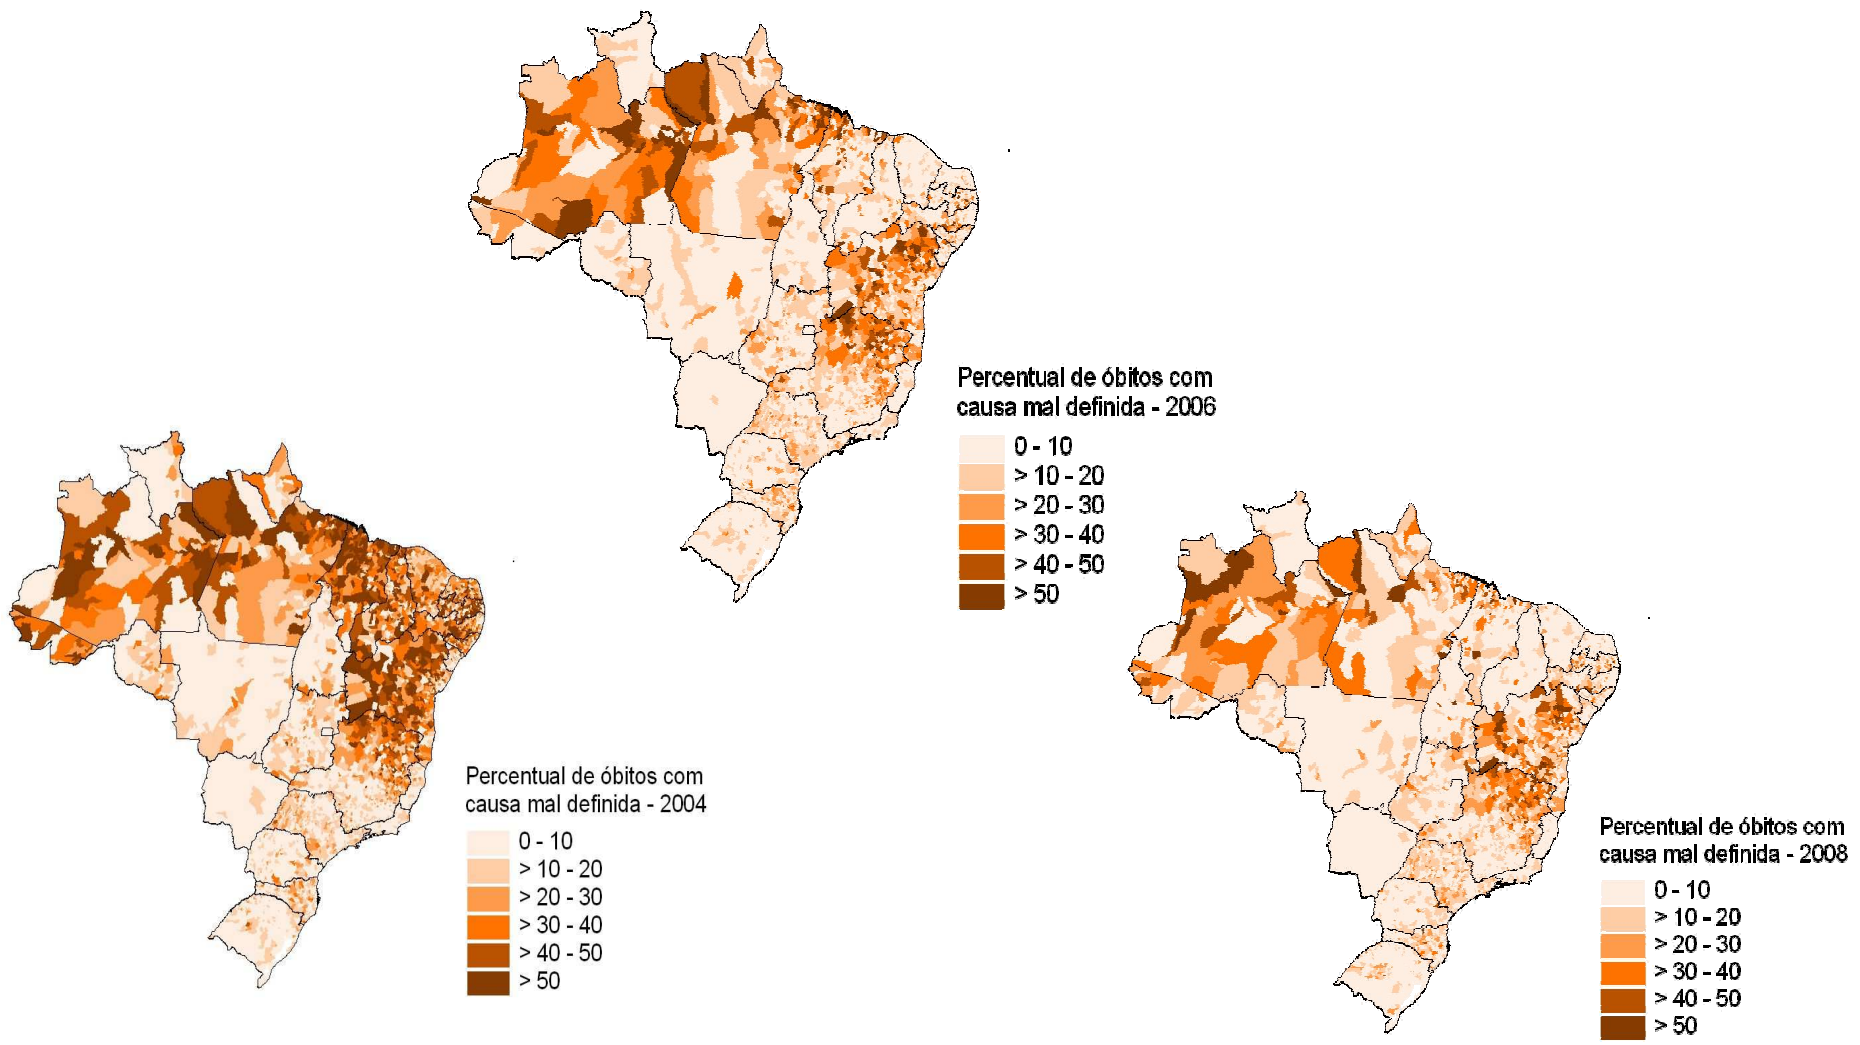 Percentual de óbitos com
causa mal definida - 2006
0 - 10
> 10 - 20
> 20 - 30
> 30 - 40
> 40 - 50
> 50
Percentual de óbitos com
causa mal definida - 2004
0 - 10
> 10 - 20
> 20 - 30
> 30 - 40
> 40 - 50
> 50
Percentual de óbitos com
causa mal definida - 2008
0 - 10
> 10 - 20
> 20 - 30
> 30 - 40
> 40 - 50
> 50